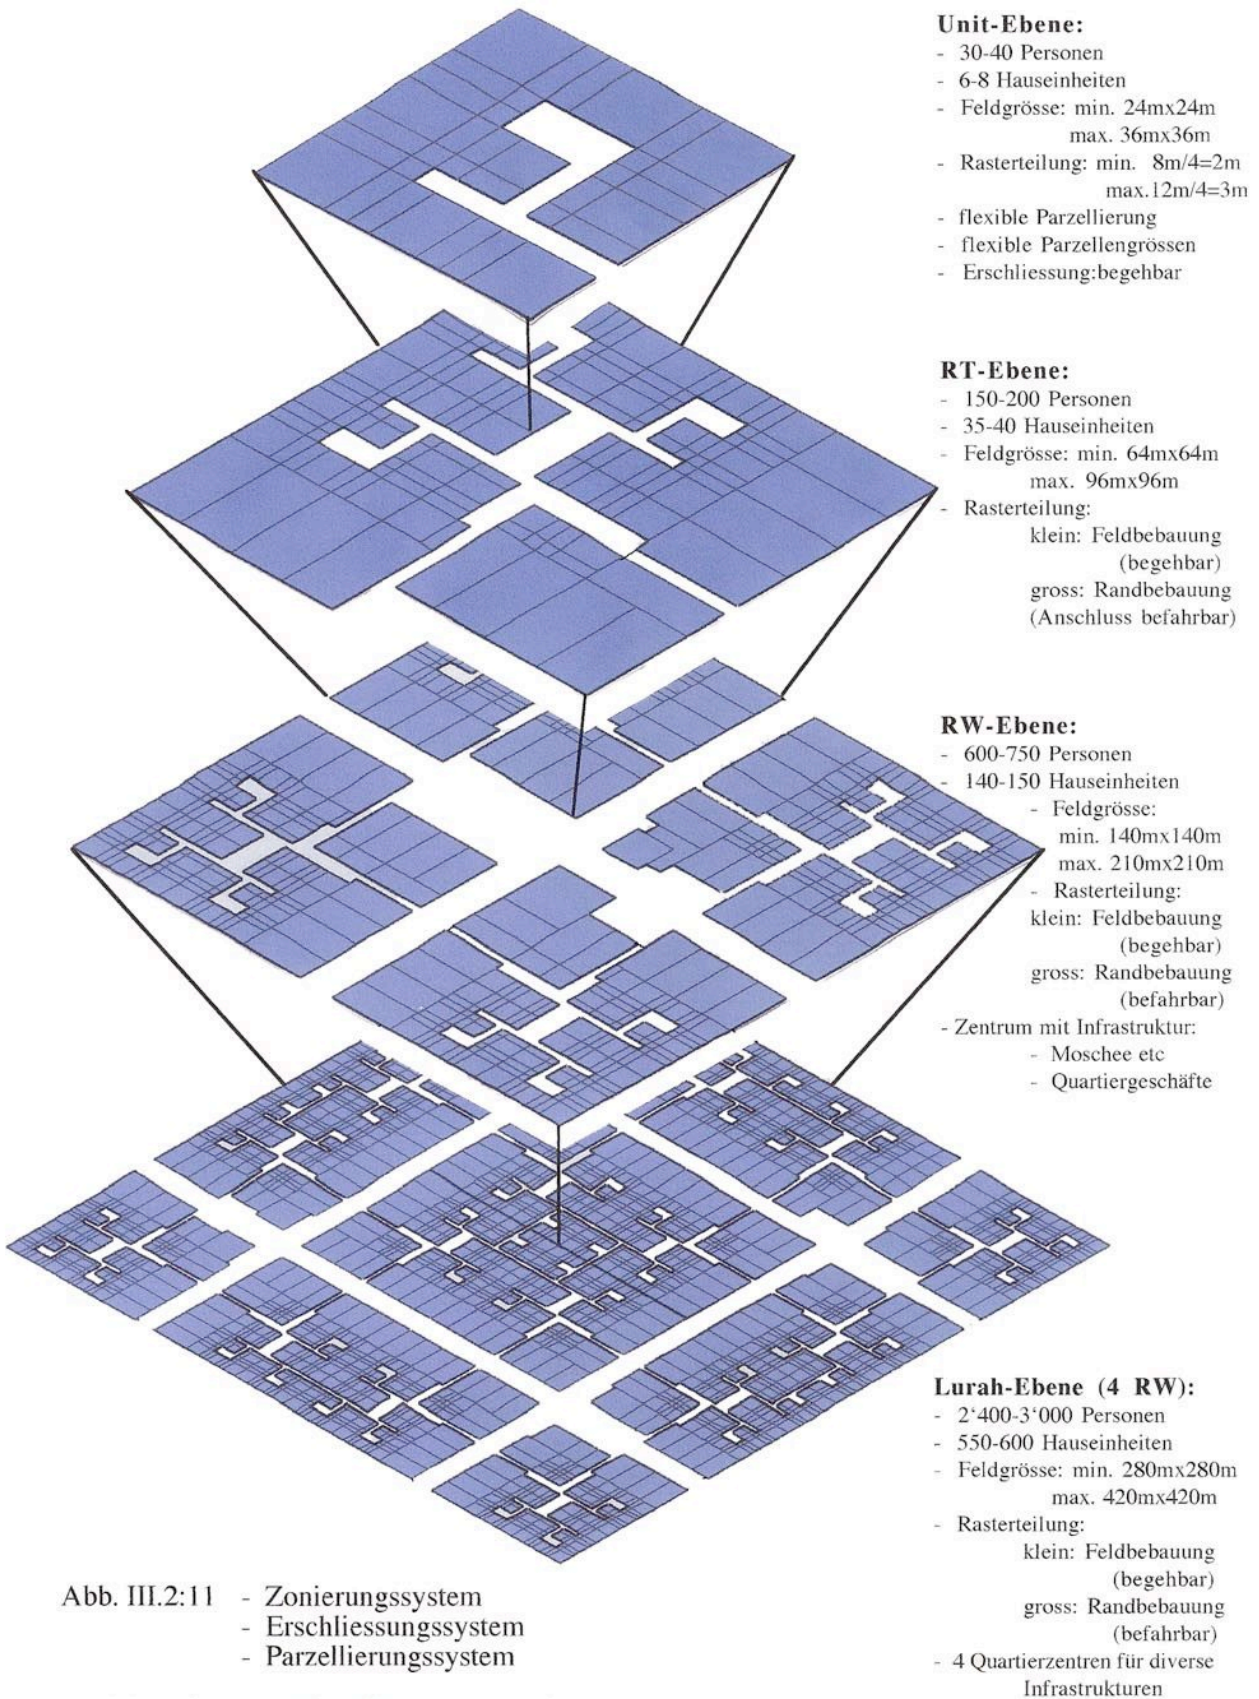 Unit-Ebene:
- 30-40 Personen
- 6-8 Hauseinheiten
- Feldgrösse: min. 24mx24m
max. 36mx36m
- Rasterteilung: min. 8m/4=2m
max.12m/4=3m
- flexible Parzellierung
- flexible Parzellengrössen
- Erschliessung:begehbar
RT-Ebene:
- 150-200 Personen
- 35-40 Hauseinheiten
- Feldgrösse: min. 64mx64m
max. 96mx96m
- Rasterteilung:
klein: Feldbebauung
(begehbar)
gross: Randbebauung
(Anschluss befahrbar)
RW-Ebene:
- 600-750 Personen
- 140-150 Hauseinheiten
- Feldgrösse:
min. 140mx140m
max. 210mx210m
- Rasterteilung:
klein: Feldbebauung
(begehbar)
gross: Randbebauung
(befahrbar)
- Zentrum mit Infrastruktur:
- Moschee etc
- Quartiergeschäfte
Lurah-Ebene (4 RW):
- 2‘400-3‘000 Personen
- 550-600 Hauseinheiten
- Feldgrösse: min. 280mx280m
max. 420mx420m
- Rasterteilung:
klein: Feldbebauung
(begehbar)
gross: Randbebauung
(befahrbar)
- 4 Quartierzentren für diverse
Infrastrukturen
Abb. III.2:11 - Zonierungssystem
- Erschliessungssystem
- Parzellierungssystem